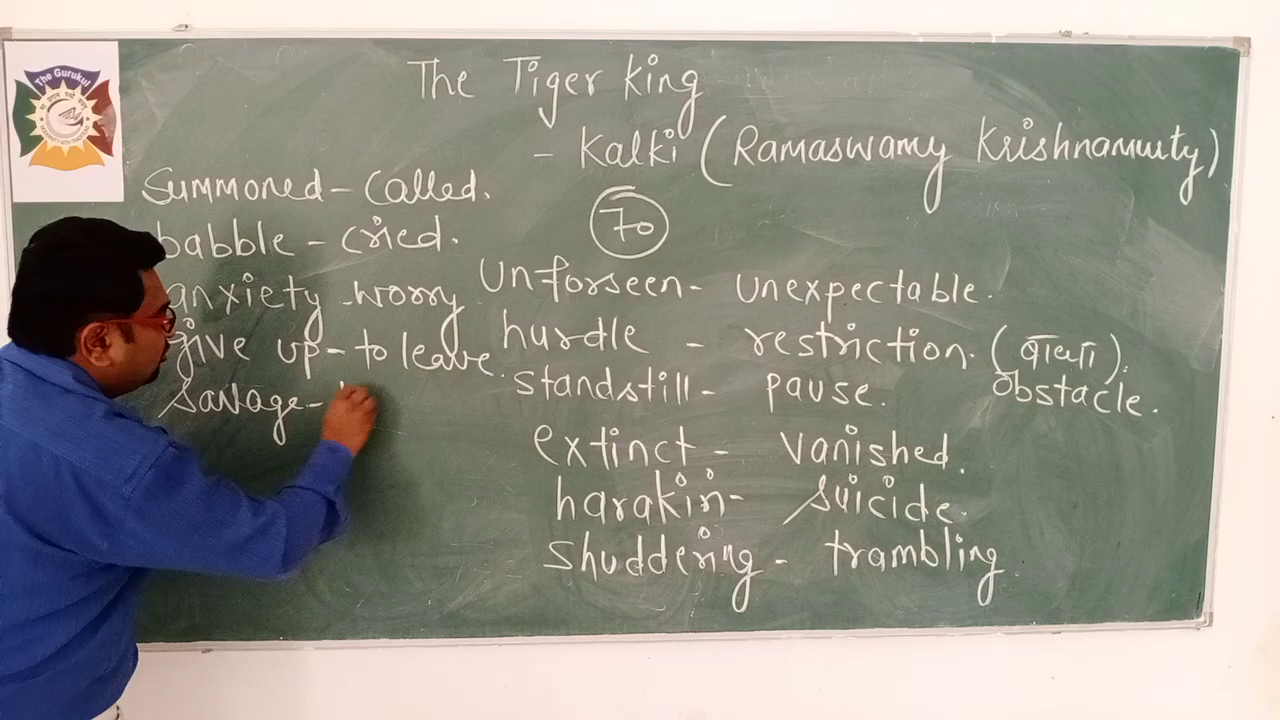 The Gurukul
The Tiger King
- Kalki (Ramaswamy Krishnamurty)
70
Summoned - Called.
babble - cried.
anxiety - worry
give up - to leave.
Savage -
Unforseen - Unexpectable.
hurdle - restriction. (बाधा).
obstacle.
standstill - pause.
extinct - vanished.
harakiri - suicide.
shuddering - trambling